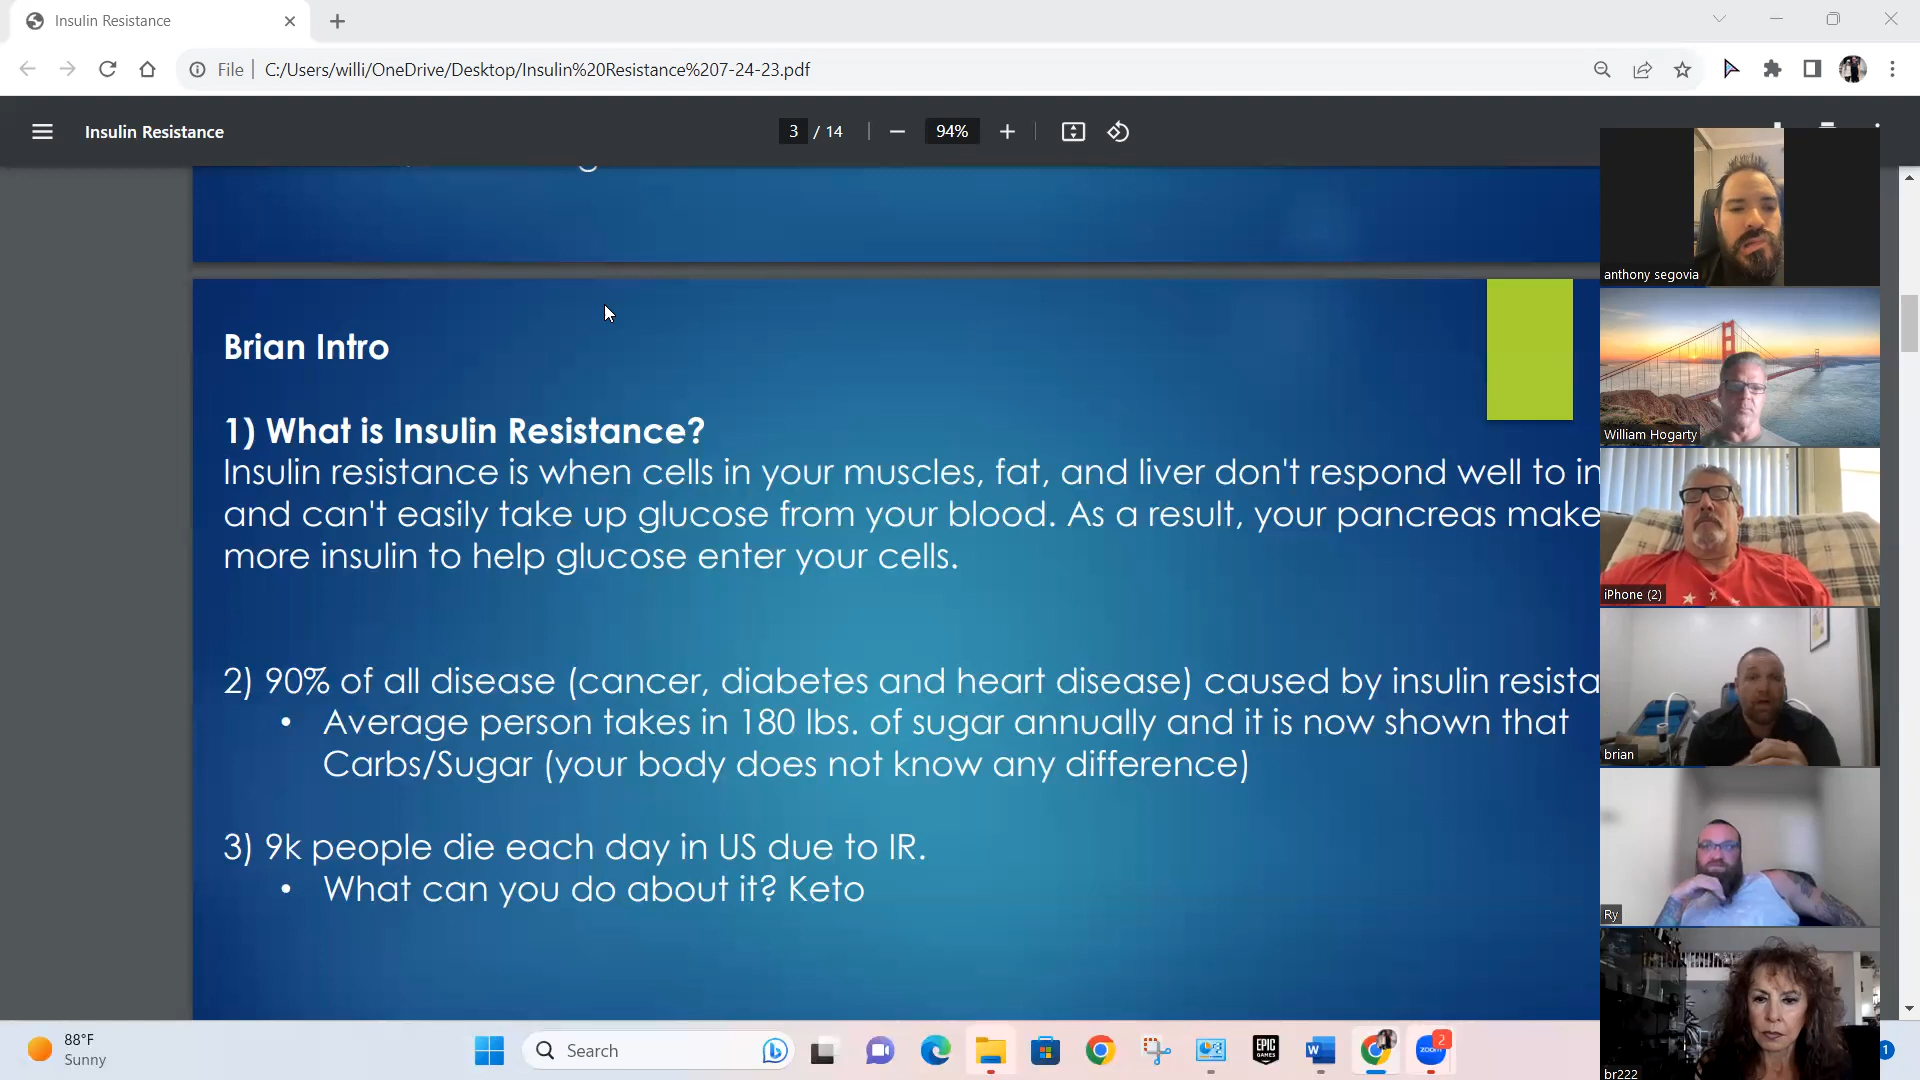 Insulin Resistance
File
C:/Users/willi/OneDrive/Desktop/Insulin%20Resistance%207-24-23.pdf
Insulin Resistance
3 / 14
94%
Brian Intro
1) What is Insulin Resistance?
Insulin resistance is when cells in your muscles, fat, and liver don't respond well to in
and can't easily take up glucose from your blood. As a result, your pancreas make
more insulin to help glucose enter your cells.
2) 90% of all disease (cancer, diabetes and heart disease) caused by insulin resista
• Average person takes in 180 lbs. of sugar annually and it is now shown that
Carbs/Sugar (your body does not know any difference)
3) 9k people die each day in US due to IR.
• What can you do about it? Keto
anthony segovia
William Hogarty
iPhone (2)
brian
Ry
br222
88°F
Sunny
Search
EPIC
GAMES
W
zoom
2
1